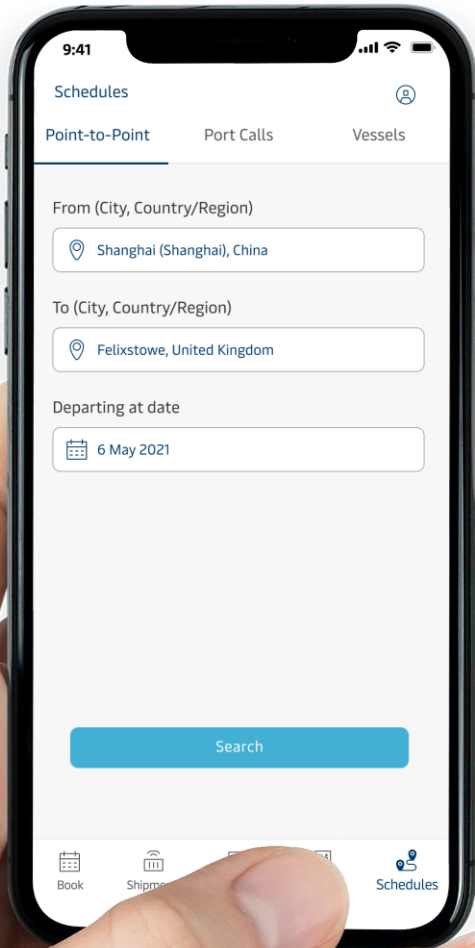 9:41
Schedules
Point-to-Point Port Calls Vessels
From (City, Country/Region)
Shanghai (Shanghai), China
To (City, Country/Region)
Felixstowe, United Kingdom
Departing at date
6 May 2021
Search
Book Schedules